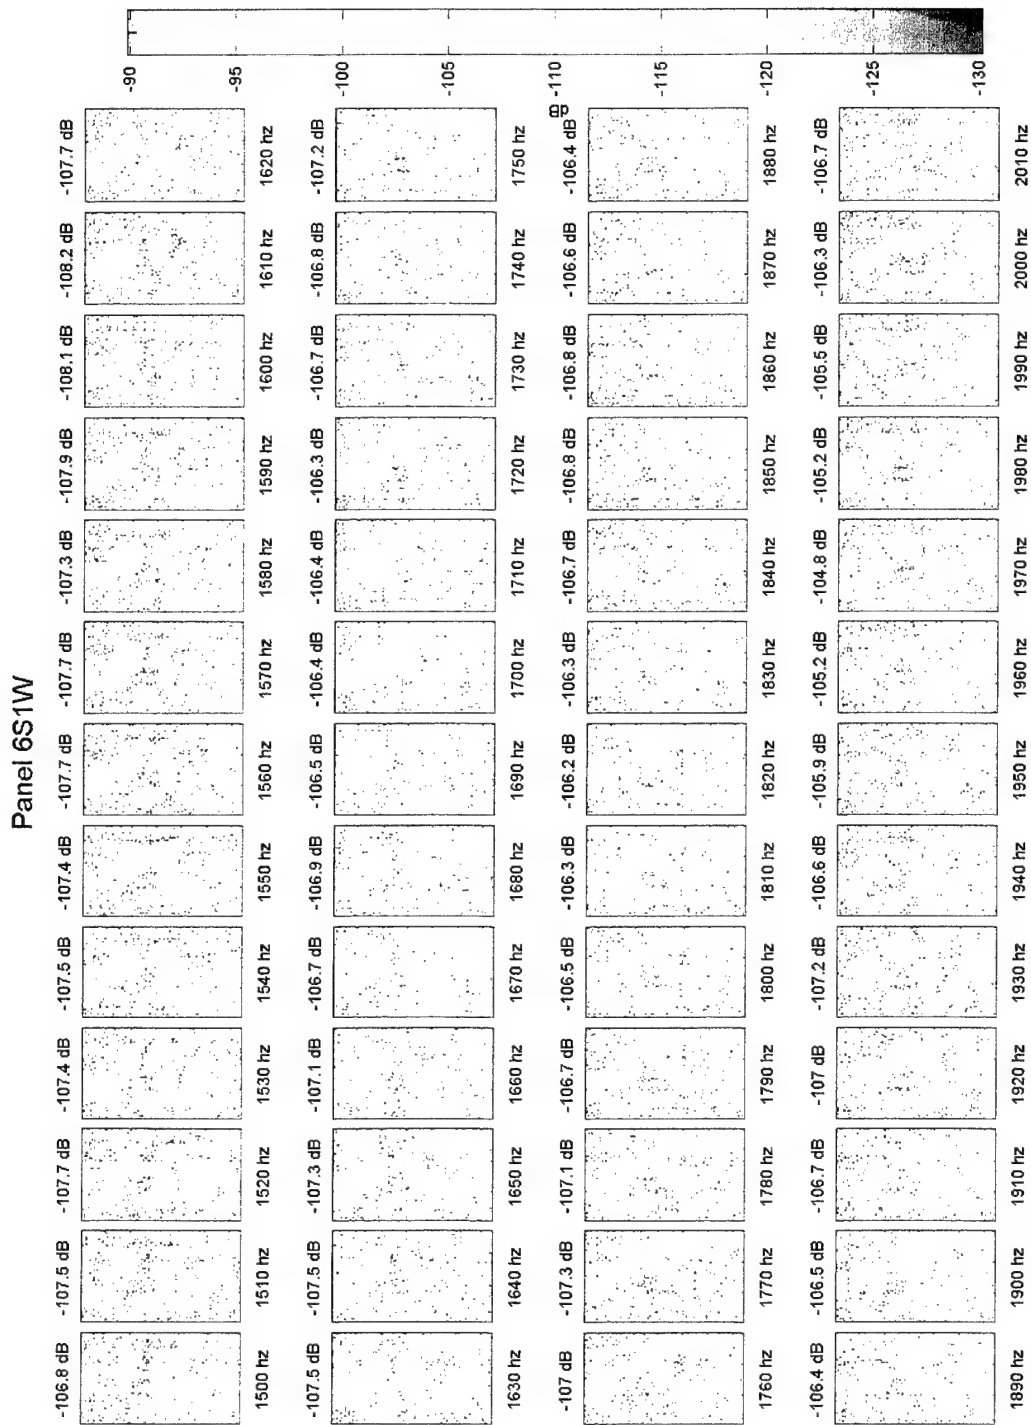 Panel 6S1W
-106.8 dB -107.5 dB -107.7 dB -107.4 dB -107.5 dB -107.4 dB -107.7 dB -107.7 dB -107.3 dB -107.9 dB -108.1 dB -108.2 dB -107.7 dB
1500 hz 1510 hz 1520 hz 1530 hz 1540 hz 1550 hz 1560 hz 1570 hz 1580 hz 1590 hz 1600 hz 1610 hz 1620 hz
-107.5 dB -107.5 dB -107.3 dB -107.1 dB -106.7 dB -106.9 dB -106.5 dB -106.4 dB -106.4 dB -106.3 dB -106.7 dB -106.8 dB -107.2 dB
1630 hz 1640 hz 1650 hz 1660 hz 1670 hz 1680 hz 1690 hz 1700 hz 1710 hz 1720 hz 1730 hz 1740 hz 1750 hz
-107 dB -107.3 dB -107.1 dB -106.7 dB -106.5 dB -106.3 dB -106.2 dB -106.3 dB -106.7 dB -106.8 dB -106.8 dB -106.6 dB -106.4 dB
1760 hz 1770 hz 1780 hz 1790 hz 1800 hz 1810 hz 1820 hz 1830 hz 1840 hz 1850 hz 1860 hz 1870 hz 1880 hz
-106.4 dB -106.5 dB -106.7 dB -107 dB -107.2 dB -106.6 dB -105.9 dB -105.2 dB -104.8 dB -105.2 dB -105.5 dB -106.3 dB -106.7 dB
1890 hz 1900 hz 1910 hz 1920 hz 1930 hz 1940 hz 1950 hz 1960 hz 1970 hz 1980 hz 1990 hz 2000 hz 2010 hz
-90
-95
-100
-105
-110
dB
-115
-120
-125
-130